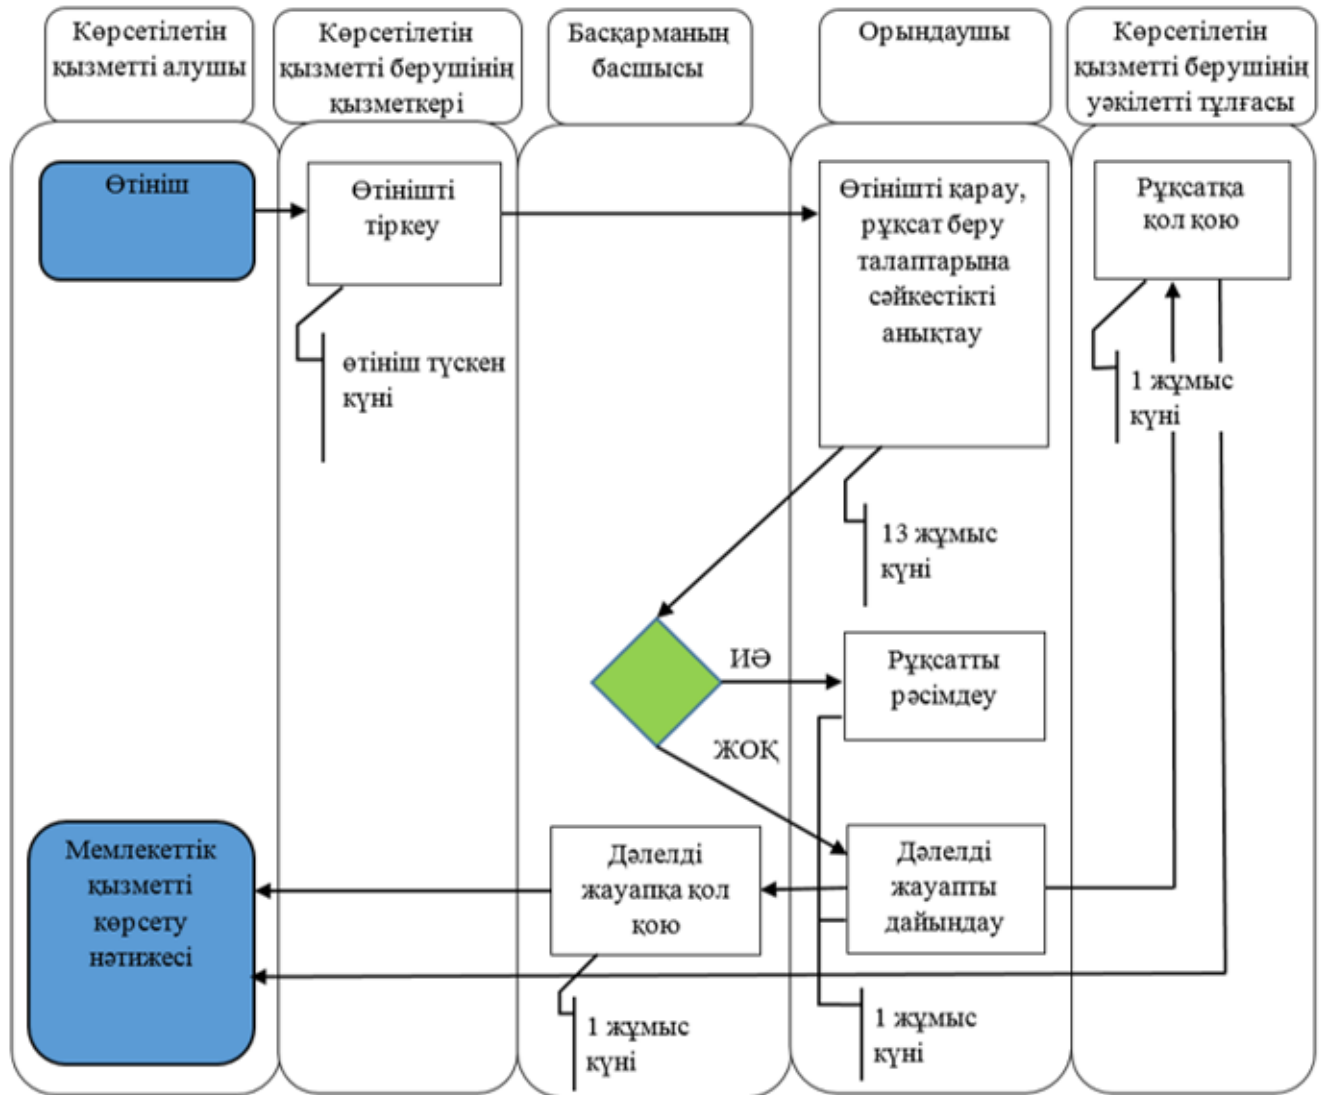 Көрсетілетін
қызметті алушы
Көрсетілетін
қызметті берушінің
қызметкері
Басқарманың
басшысы
Орындаушы
Көрсетілетін
қызметті берушінің
уәкілетті тұлғасы
Өтініш
Өтінішті
тіркеу
Өтінішті қарау,
рұқсат беру
талаптарына
сәйкестікті
анықтау
Рұқсатқа
қол қою
өтініш түскен
күні
1 жұмыс
күні
13 жұмыс
күні
ИӘ
Рұқсатты
рәсімдеу
ЖОҚ
Мемлекеттік
қызметті
көрсету
нәтижесі
Дәлелді
жауапқа қол
қою
Дәлелді
жауапты
дайындау
1 жұмыс
күні
1 жұмыс
күні